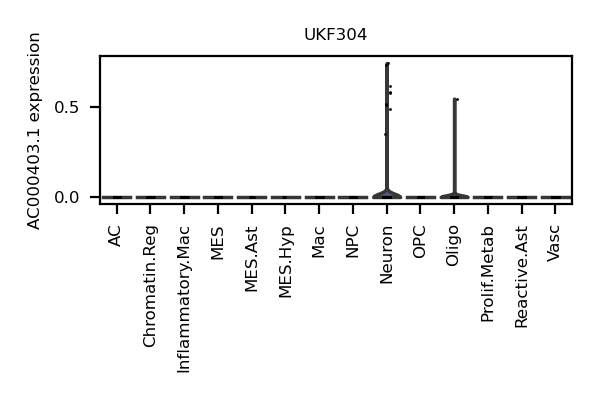 UKF304
AC000403.1 expression
0.5
0.0
AC
Chromatin.Reg
Inflammatory.Mac
MES
MES.Ast
MES.Hyp
Mac
NPC
Neuron
OPC
Oligo
Prolif.Metab
Reactive.Ast
Vasc